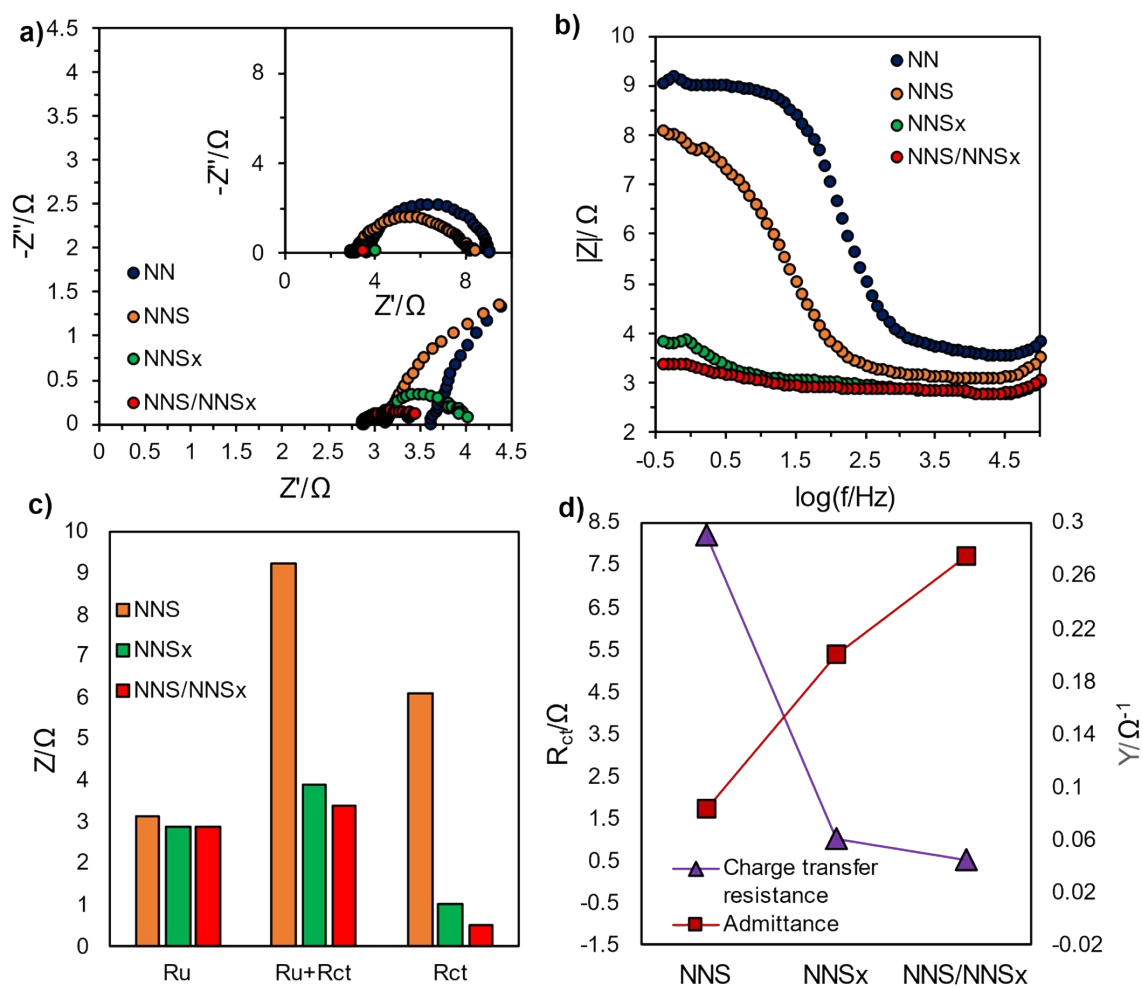 a)
4.5
4
3.5
3
2.5
2
1.5
1
0.5
0
-Z''/Ω
0
0.5
1
1.5
2
2.5
3
3.5
4
4.5
Z'/Ω
NN
NNS
NNSx
NNS/NNSx
8
4
0
-Z''/Ω
0
4
8
Z'/Ω
b)
10
9
8
7
6
5
4
3
2
|Z|/ Ω
-0.5
0.5
1.5
2.5
3.5
4.5
log(f/Hz)
NN
NNS
NNSx
NNS/NNSx
c)
10
9
8
7
6
5
4
3
2
1
0
Z/Ω
NNS
NNSx
NNS/NNSx
Ru
Ru+Rct
Rct
d)
8.5
7.5
6.5
5.5
4.5
3.5
2.5
1.5
0.5
-0.5
-1.5
Rct/Ω
0.3
0.26
0.22
0.18
0.14
0.1
0.06
0.02
-0.02
Y/Ω-1
Charge transfer
resistance
Admittance
NNS
NNSx
NNS/NNSx